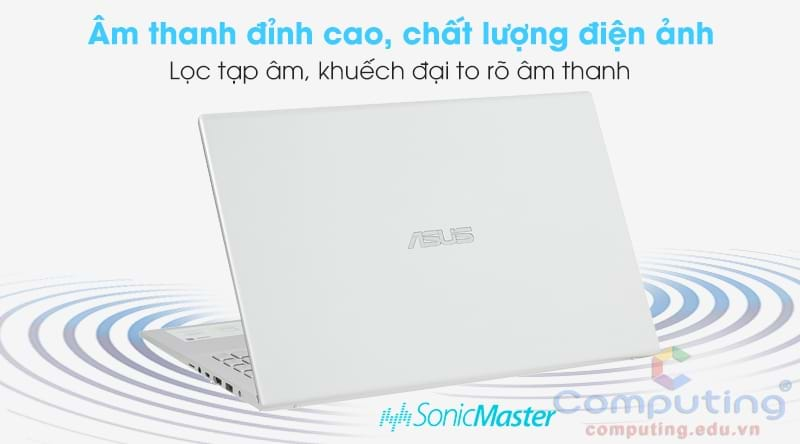 Âm thanh đỉnh cao, chất lượng điện ảnh
Lọc tạp âm, khuếch đại to rõ âm thanh
ASUS
SonicMaster
Computing®
computing.edu.vn